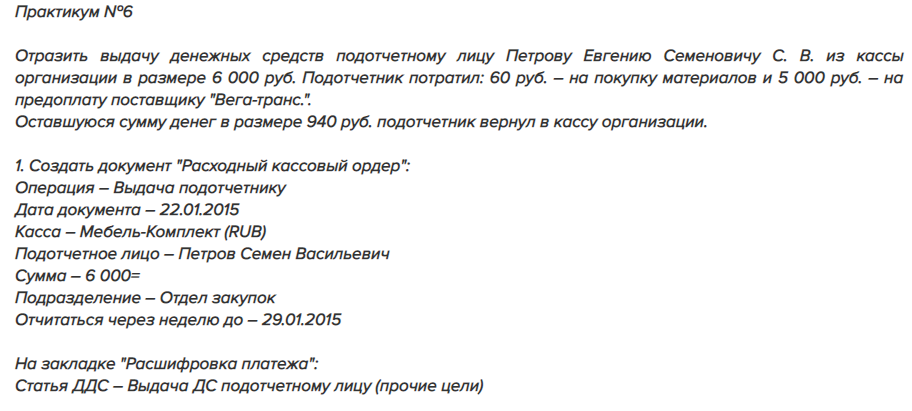 Практикум №6
Отразить выдачу денежных средств подотчетному лицу Петрову Евгению Семеновичу С. В. из кассы
организации в размере 6 000 руб. Подотчетник потратил: 60 руб. – на покупку материалов и 5 000 руб. – на
предоплату поставщику "Вега-транс.".
Оставшуюся сумму денег в размере 940 руб. подотчетник вернул в кассу организации.
1. Создать документ "Расходный кассовый ордер":
Операция – Выдача подотчетнику
Дата документа – 22.01.2015
Касса – Мебель-Комплект (RUB)
Подотчетное лицо – Петров Семен Васильевич
Сумма – 6 000=
Подразделение – Отдел закупок
Отчитаться через неделю до – 29.01.2015
На закладке "Расшифровка платежа":
Статья ДДС – Выдача ДС подотчетному лицу (прочие цели)